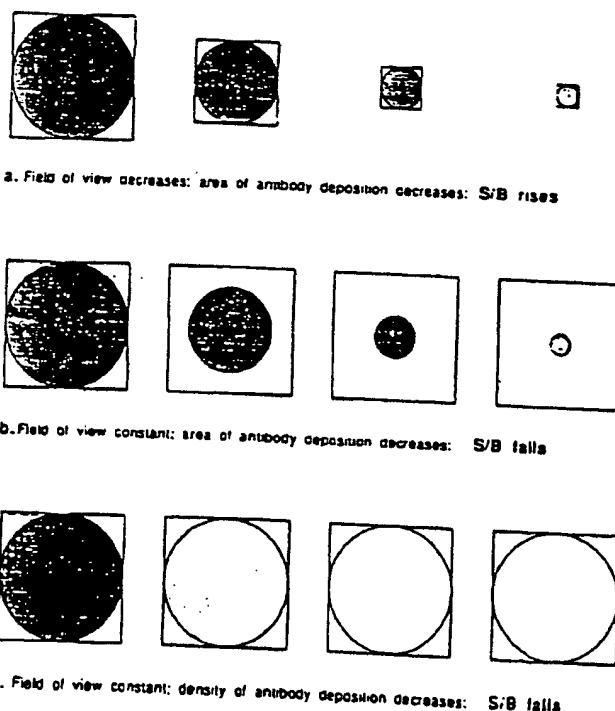 a. Field of view decreases: area of antibody deposition decreases: S/B rises
b. Field of view constant: area of antibody deposition decreases: S/B falls
. Field of view constant: density of antibody deposition decreases: S/B falls